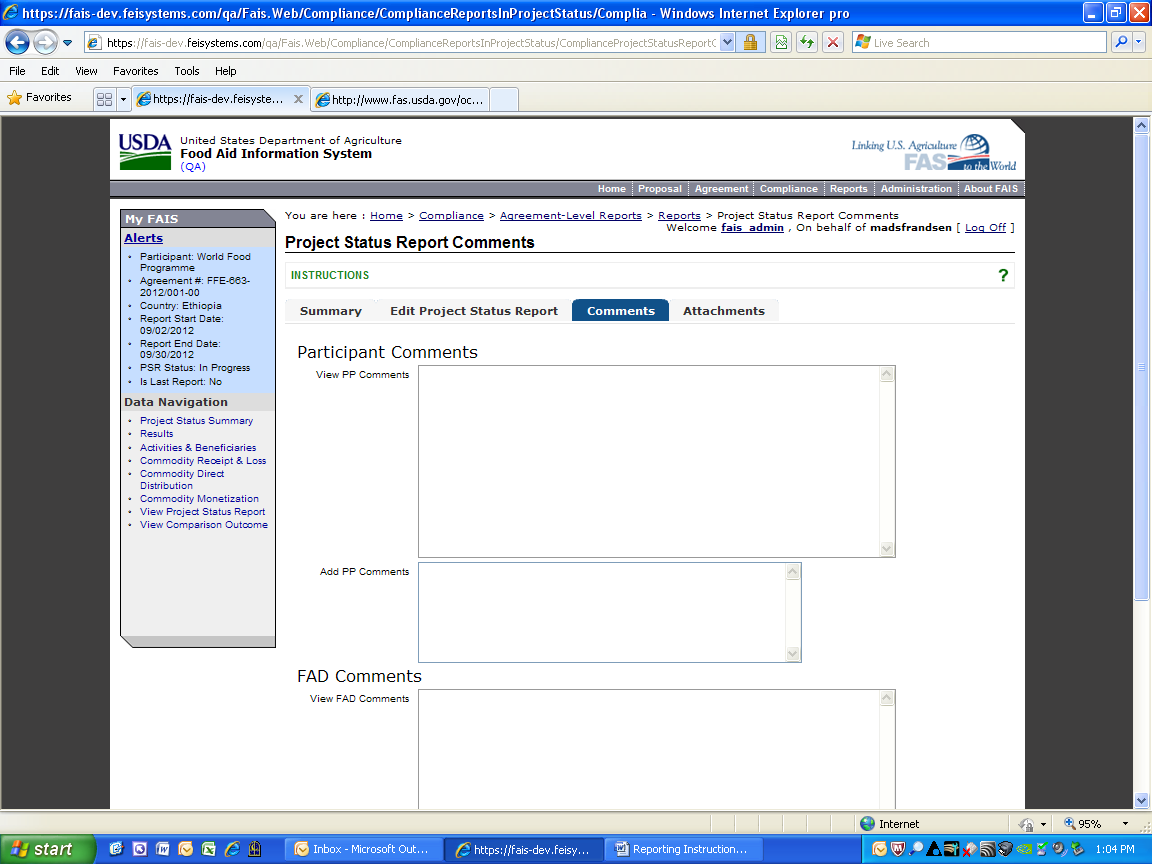 https://fais-dev.feisystems.com/qa/Fais.Web/Compliance/ComplianceReportsInProjectStatus/Complia - Windows Internet Explorer pro
https://fais-dev.feisystems.com/qa/Fais.Web/Compliance/ComplianceReportsInProjectStatus/ComplianceProjectStatusReportC
Live Search
File Edit View Favorites Tools Help
Favorites
https://fais-dev.feisyste...
http://www.fas.usda.gov/oc...
USDA
United States Department of Agriculture
Food Aid Information System
(QA)
Linking U.S. Agriculture
FAS to the World
Home Proposal Agreement Compliance Reports Administration About FAIS
My FAIS
Alerts
Participant: World Food
Programme
Agreement #: FFE-663-
2012/001-00
Country: Ethiopia
Report Start Date:
09/02/2012
Report End Date:
09/30/2012
PSR Status: In Progress
Is Last Report: No
Data Navigation
Project Status Summary
Results
Activities & Beneficiaries
Commodity Receipt & Loss
Commodity Direct
Distribution
Commodity Monetization
View Project Status Report
View Comparison Outcome
You are here : Home > Compliance > Agreement-Level Reports > Reports > Project Status Report Comments
Welcome fais_admin , On behalf of madsfrandsen [ Log Off ]
Project Status Report Comments
INSTRUCTIONS ?
Summary Edit Project Status Report Comments Attachments
Participant Comments
View PP Comments
Add PP Comments
FAD Comments
View FAD Comments
Internet
95%
start
Inbox - Microsoft Out...
https://fais-dev.feisy...
Reporting Instruction...
1:04 PM